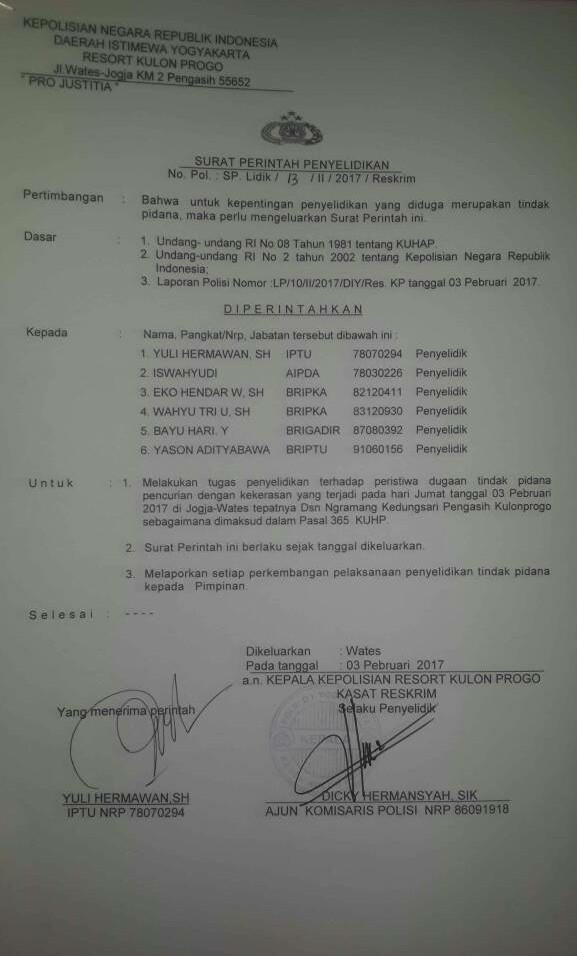 KEPOLISIAN NEGARA REPUBLIK INDONESIA
DAERAH ISTIMEWA YOGYAKARTA
RESORT KULON PROGO
Jl.Wates-Jogja KM 2 Pengasih 55652
" PRO JUSTITIA "
SURAT PERINTAH PENYELIDIKAN
No. Pol. : SP. Lidik / 13 / II / 2017 / Reskrim
Pertimbangan : Bahwa untuk kepentingan penyelidikan yang diduga merupakan tindak
pidana, maka perlu mengeluarkan Surat Perintah ini.
Dasar : 1. Undang- undang RI No 08 Tahun 1981 tentang KUHAP.
2. Undang-undang RI No 2 tahun 2002 tentang Kepolisian Negara Republik
Indonesia;
3. Laporan Polisi Nomor :LP/10/II/2017/DIY/Res. KP tanggal 03 Pebruari 2017.
DIPERINTAHKAN
Kepada : Nama, Pangkat/Nrp, Jabatan tersebut dibawah ini :
1. YULI HERMAWAN, SH IPTU 78070294 Penyelidik
2. ISWAHYUDI AIPDA 78030226 Penyelidik
3. EKO HENDAR W, SH BRIPKA 82120411 Penyelidik
4. WAHYU TRI U, SH BRIPKA 83120930 Penyelidik
5. BAYU HARI. Y BRIGADIR 87080392 Penyelidik
6. YASON ADITYABAWA BRIPTU 91060156 Penyelidik
Untuk : 1. Melakukan tugas penyelidikan terhadap peristiwa dugaan tindak pidana
pencurian dengan kekerasan yang terjadi pada hari Jumat tanggal 03 Pebruari
2017 di Jogja-Wates tepatnya Dsn Ngramang Kedungsari Pengasih Kulonprogo
sebagaimana dimaksud dalam Pasal 365 KUHP.
2. Surat Perintah ini berlaku sejak tanggal dikeluarkan.
3. Melaporkan setiap perkembangan pelaksanaan penyelidikan tindak pidana
kepada Pimpinan.
Selesai : ----
Dikeluarkan : Wates
Pada tanggal : 03 Pebruari 2017
a.n. KEPALA KEPOLISIAN RESORT KULON PROGO
KASAT RESKRIM
Selaku Penyelidik
Yang menerima perintah
YULI HERMAWAN,SH
IPTU NRP 78070294
DICKY HERMANSYAH, SIK
AJUN KOMISARIS POLISI NRP 86091918